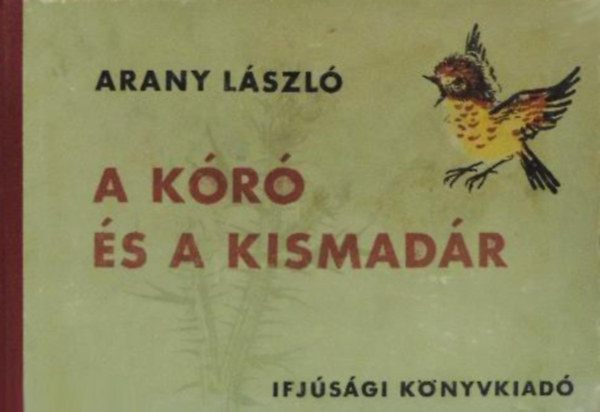 ARANY LÁSZLÓ
A KÓRÓ
ÉS A KISMADÁR
IFJÚSÁGI KÖNYVKIADÓ